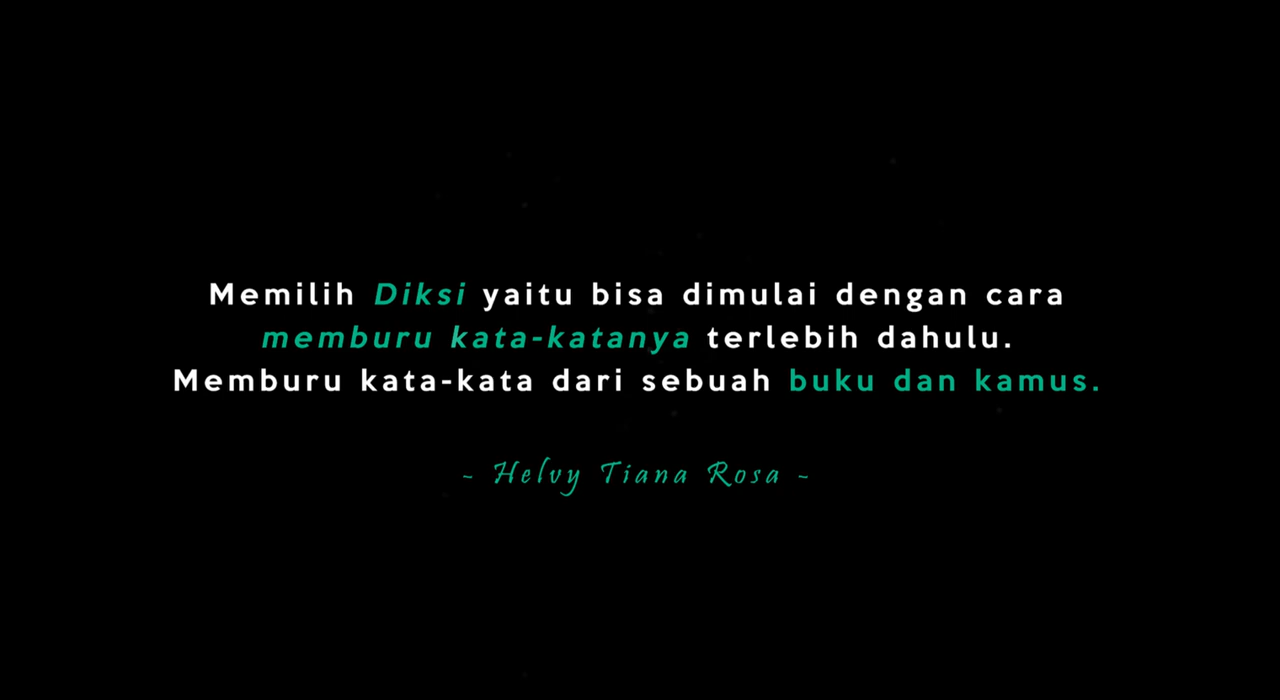 Memilih Diksi yaitu bisa dimulai dengan cara
memburu kata-katanya terlebih dahulu.
Memburu kata-kata dari sebuah buku dan kamus.
~ Helvy Tiana Rosa ~